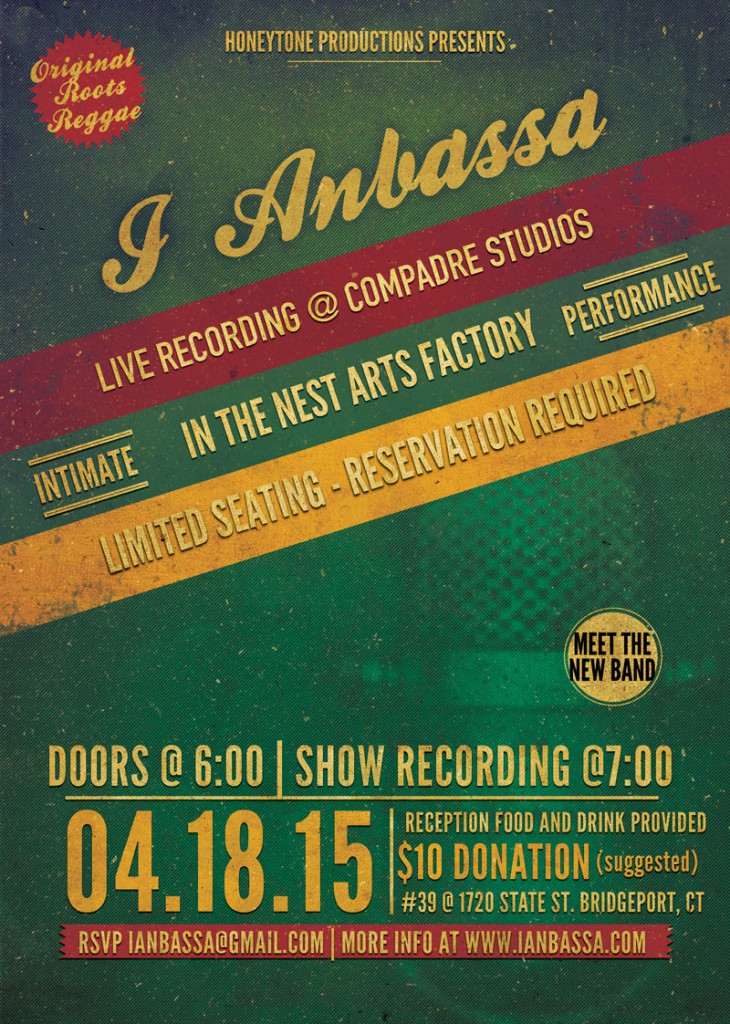 HONEYTONE PRODUCTIONS PRESENTS
Original
Roots
Reggae
I Anbassa
LIVE RECORDING @ COMPADRE STUDIOS
INTIMATE
IN THE NEST ARTS FACTORY
PERFORMANCE
LIMITED SEATING - RESERVATION REQUIRED
MEET THE
NEW BAND
DOORS @ 6:00 | SHOW RECORDING @7:00
04.18.15
RECEPTION FOOD AND DRINK PROVIDED
$10 DONATION (suggested)
#39 @ 1720 STATE ST. BRIDGEPORT, CT
RSVP IANBASSA@GMAIL.COM | MORE INFO AT WWW.IANBASSA.COM